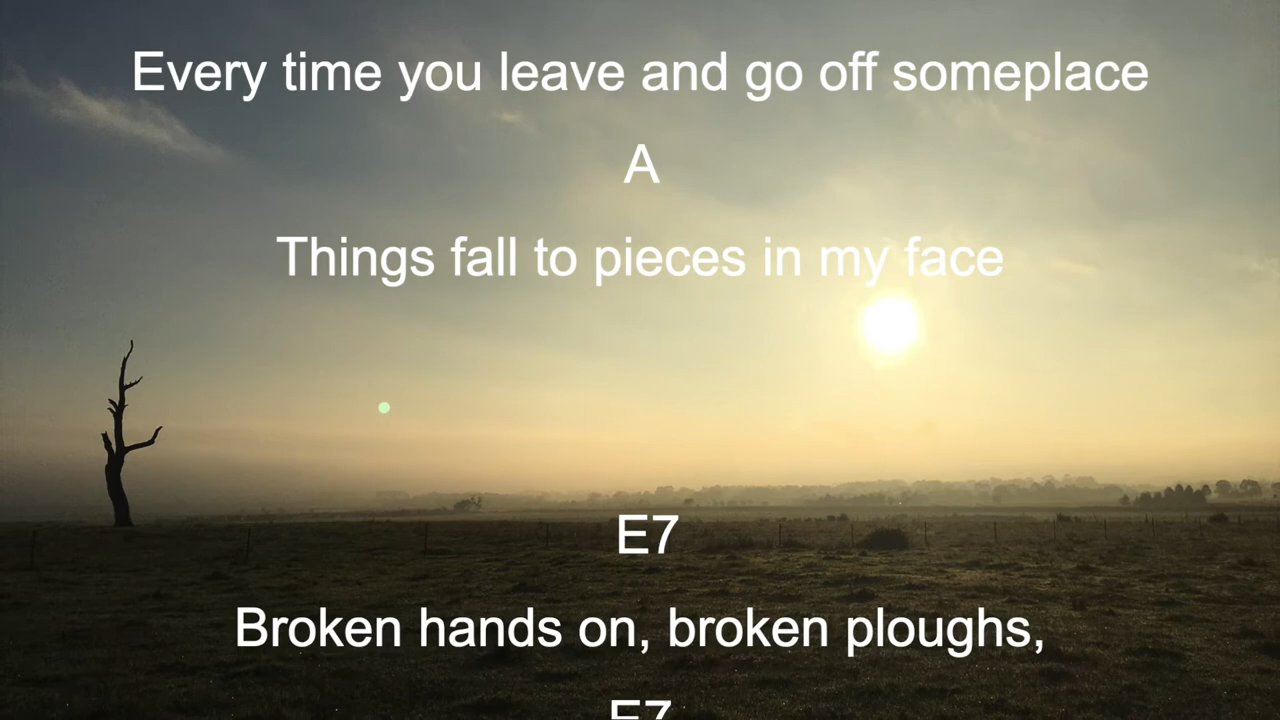 Every time you leave and go off someplace
A
Things fall to pieces in my face
E7
Broken hands on, broken ploughs,
E7